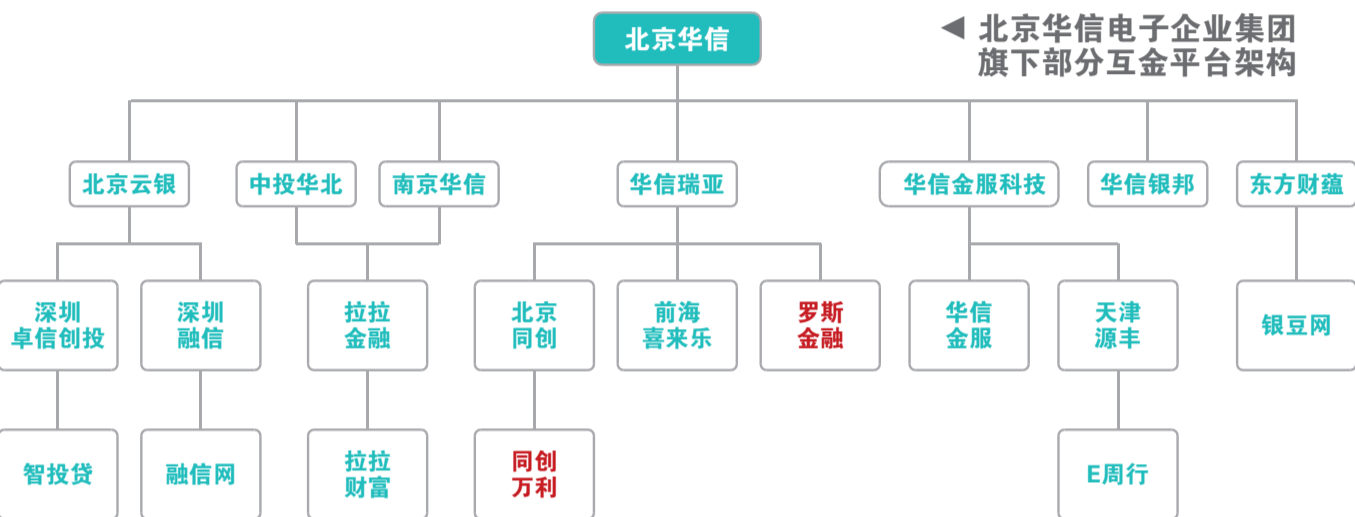 北京华信
◀ 北京华信电子企业集团
旗下部分互金平台架构
北京云银
中投华北
南京华信
华信瑞亚
华信金服科技
华信银邦
东方财蕴
深圳
卓信创投
深圳
融信
拉拉
金融
北京
同创
前海
喜来乐
罗斯
金融
华信
金服
天津
源丰
银豆网
智投贷
融信网
拉拉
财富
同创
万利
E周行